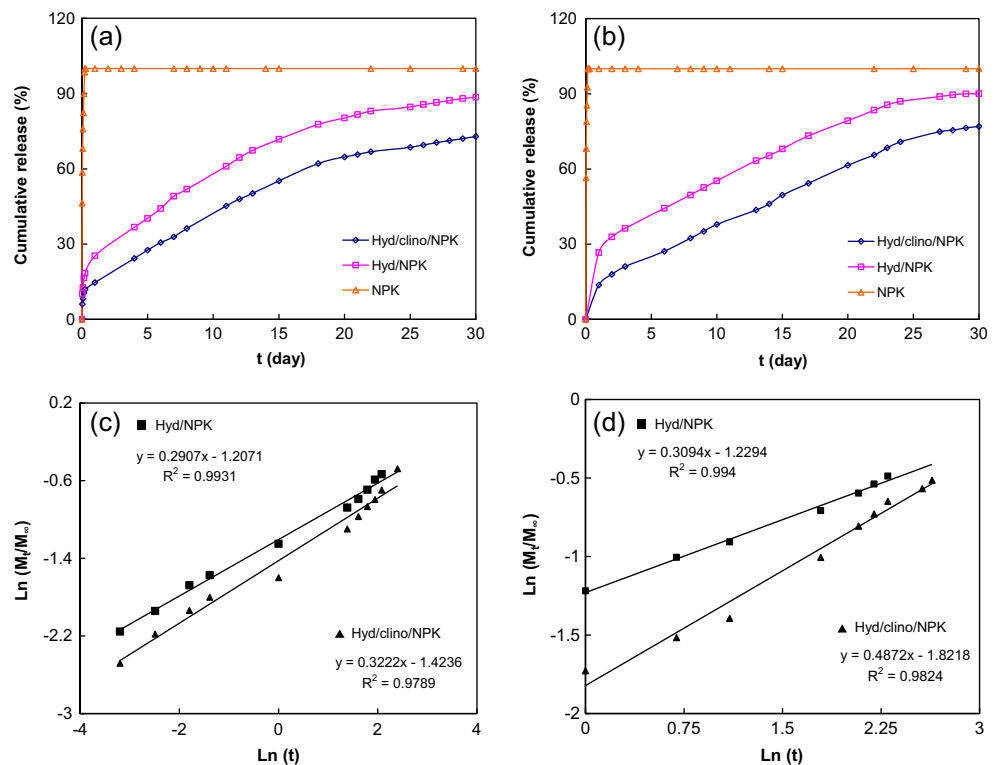 (a)
120
90
60
30
0
Cumulative release (%)
Hyd/clino/NPK
Hyd/NPK
NPK
0 5 10 15 20 25 30
t (day)
(b)
120
90
60
30
0
Cumulative release (%)
Hyd/clino/NPK
Hyd/NPK
NPK
0 5 10 15 20 25 30
t (day)
(c)
0.2
-0.6
-1.4
-2.2
-3
Ln (Mt/M∞)
Hyd/NPK
y = 0.2907x - 1.2071
R² = 0.9931
Hyd/clino/NPK
y = 0.3222x - 1.4236
R² = 0.9789
-4 -2 0 2 4
Ln (t)
(d)
0
-0.5
-1
-1.5
-2
Ln (Mt/M∞)
Hyd/NPK
y = 0.3094x - 1.2294
R² = 0.994
Hyd/clino/NPK
y = 0.4872x - 1.8218
R² = 0.9824
0 0.75 1.5 2.25 3
Ln (t)